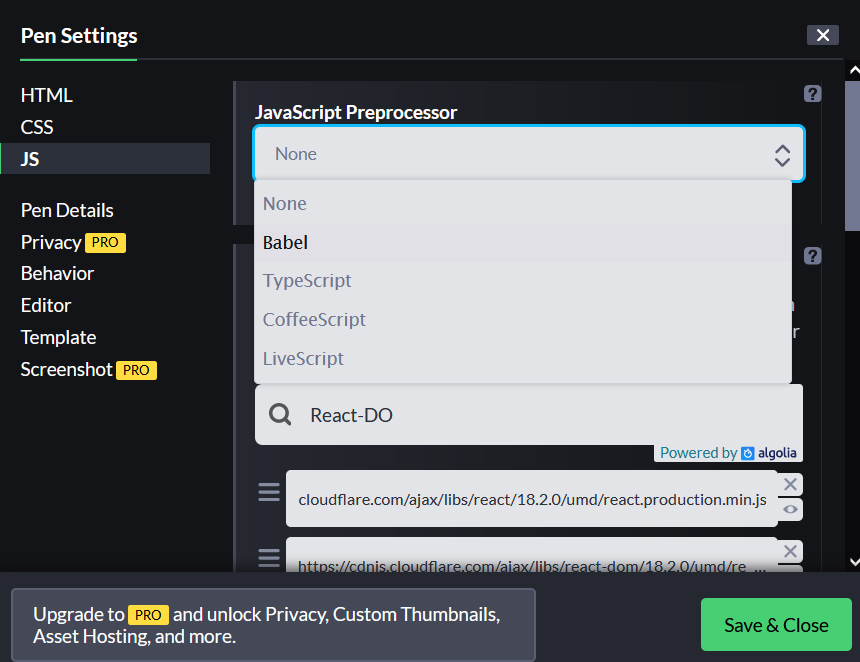 Pen Settings
HTML
CSS
JS
Pen Details
Privacy PRO
Behavior
Editor
Template
Screenshot PRO
?
JavaScript Preprocessor
None
None
Babel
TypeScript
CoffeeScript
LiveScript
?
r
React-DO
Powered by algolia
cloudflare.com/ajax/libs/react/18.2.0/umd/react.production.min.js
https://cdnjs.cloudflare.com/ajax/libs/react-dom/18.2.0/umd/re ...
Upgrade to PRO and unlock Privacy, Custom Thumbnails,
Asset Hosting, and more.
Save & Close